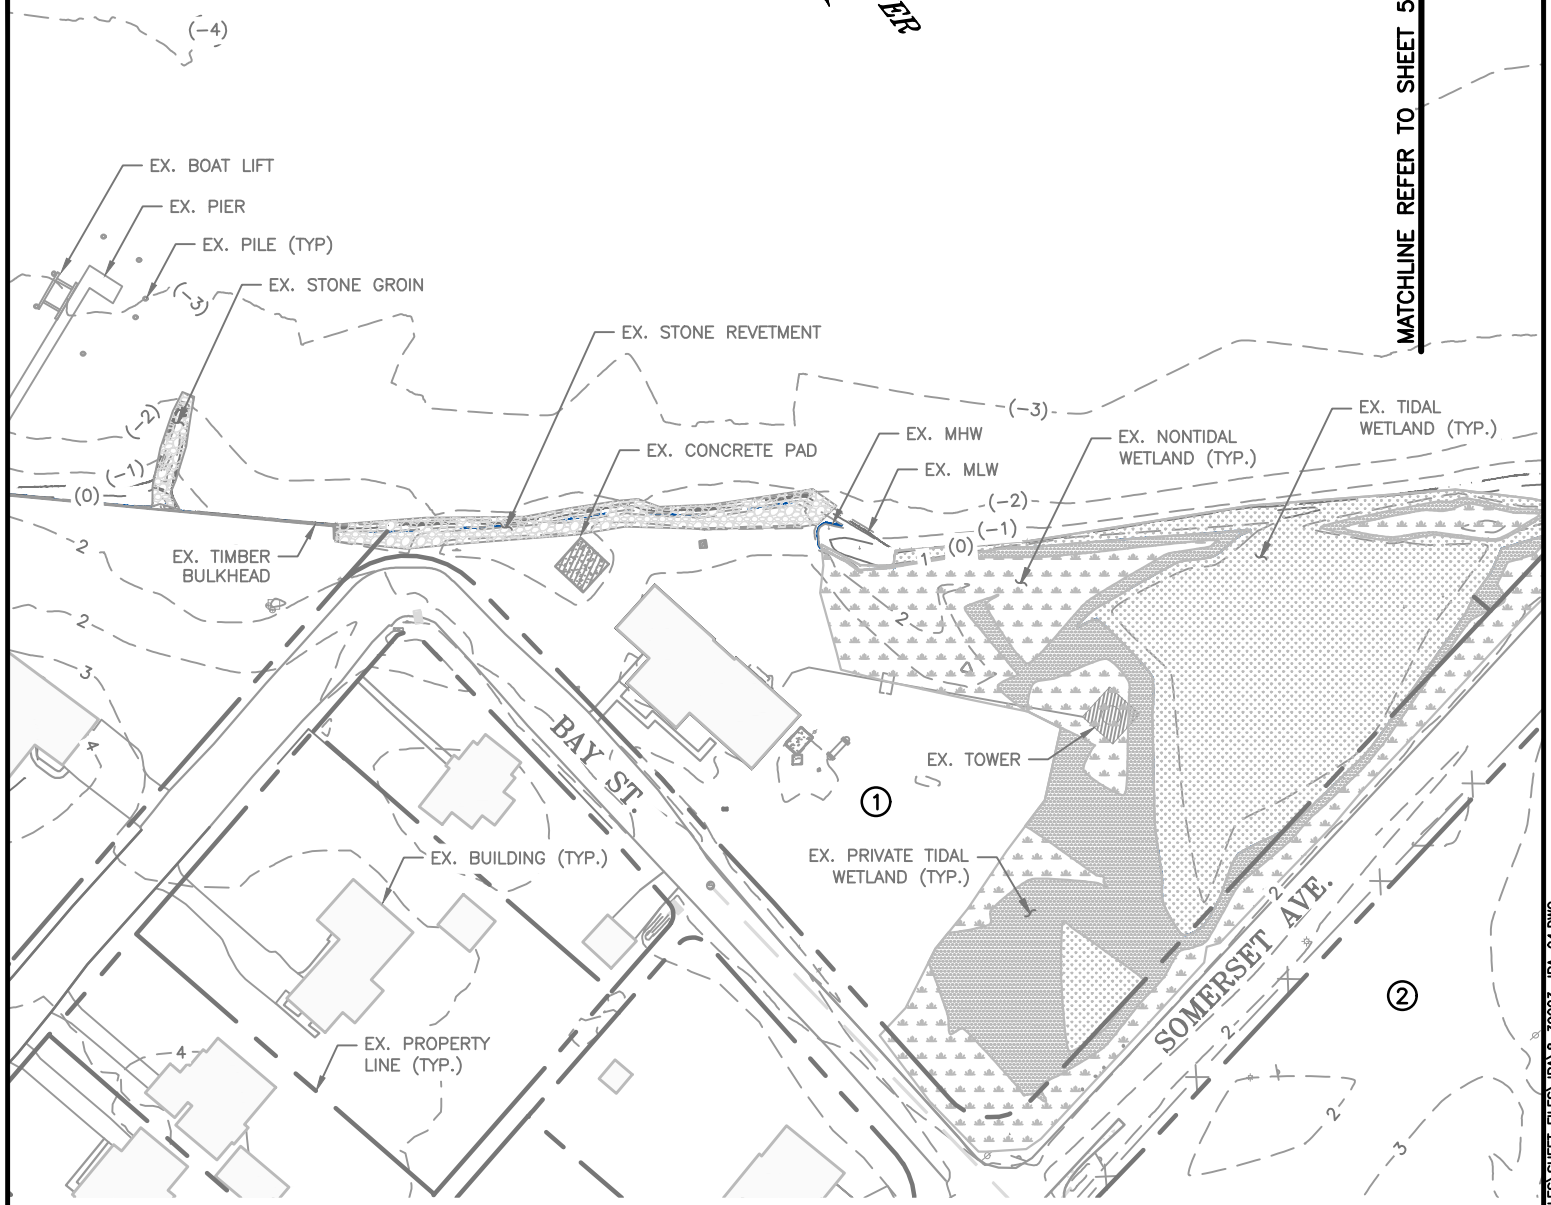 (-4)
ER
MATCHLINE REFER TO SHEET 5
EX. BOAT LIFT
EX. PIER
EX. PILE (TYP)
EX. STONE GROIN
(-3)
EX. STONE REVETMENT
(-3)
EX. TIDAL
WETLAND (TYP.)
(-2)
EX. CONCRETE PAD
EX. MHW
EX. MLW
EX. NONTIDAL
WETLAND (TYP.)
(-1)
(0)
(-2)
(-1)
(0)
1
2
EX. TIMBER
BULKHEAD
2
2
3
4
BAY ST.
EX. TOWER
1
EX. BUILDING (TYP.)
EX. PRIVATE TIDAL
WETLAND (TYP.)
2
SOMERSET AVE.
2
2
EX. PROPERTY
LINE (TYP.)
4
2
3